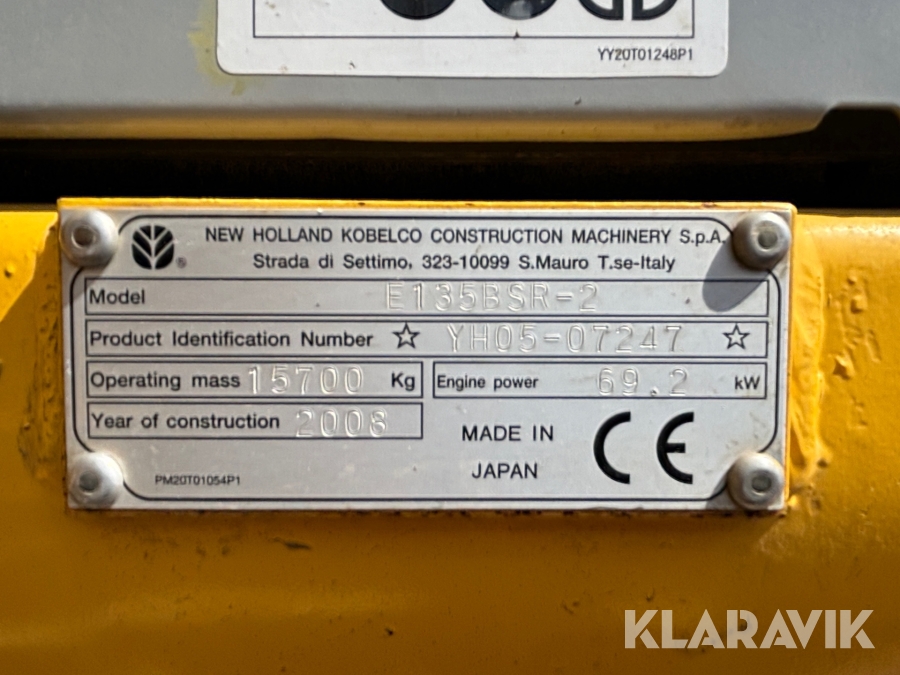 YY20T01248P1
NEW HOLLAND KOBELCO CONSTRUCTION MACHINERY S.p.A.
Strada di Settimo, 323-10099 S.Mauro T.se-Italy
®
Model E135BSR-2
Product Identification Number ☆ YH05-07247 ☆
Operating mass 15700 Kg Engine power 69.2 kW
Year of construction 2008
MADE IN
JAPAN
CE
PM20T01054P1
KLARAVIK